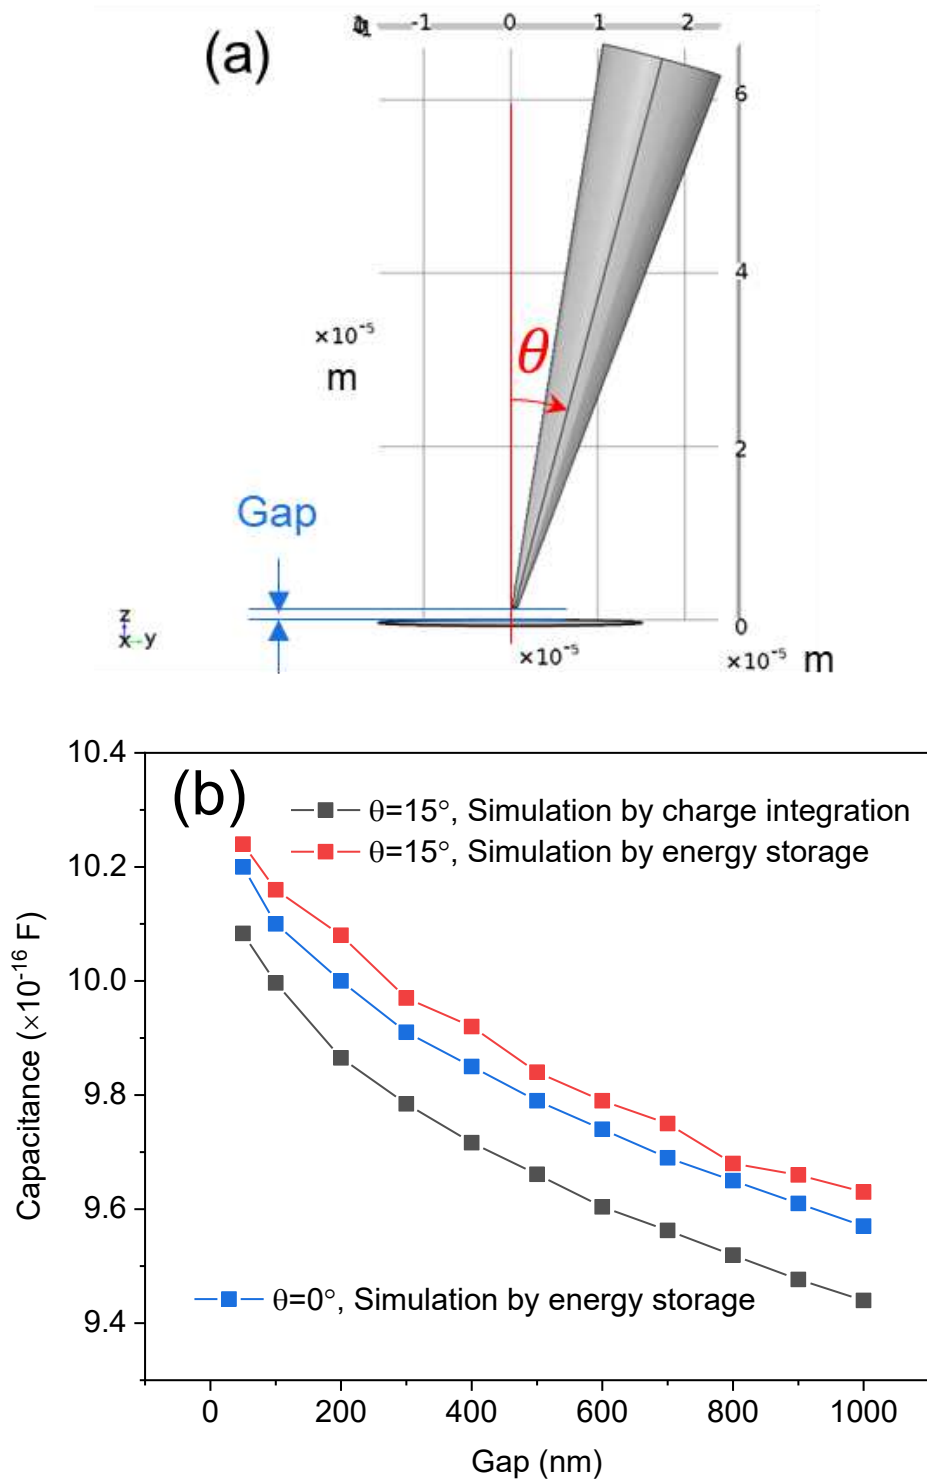 (a)
-1 0 1 2
6
4
×10⁻⁵
m
θ
2
Gap
0
z
x y
×10⁻⁵
×10⁻⁵ m
10.4
(b)
θ=15°, Simulation by charge integration
θ=15°, Simulation by energy storage
10.2
10.0
9.8
9.6
9.4
Capacitance (×10⁻¹⁶ F)
θ=0°, Simulation by energy storage
0 200 400 600 800 1000
Gap (nm)